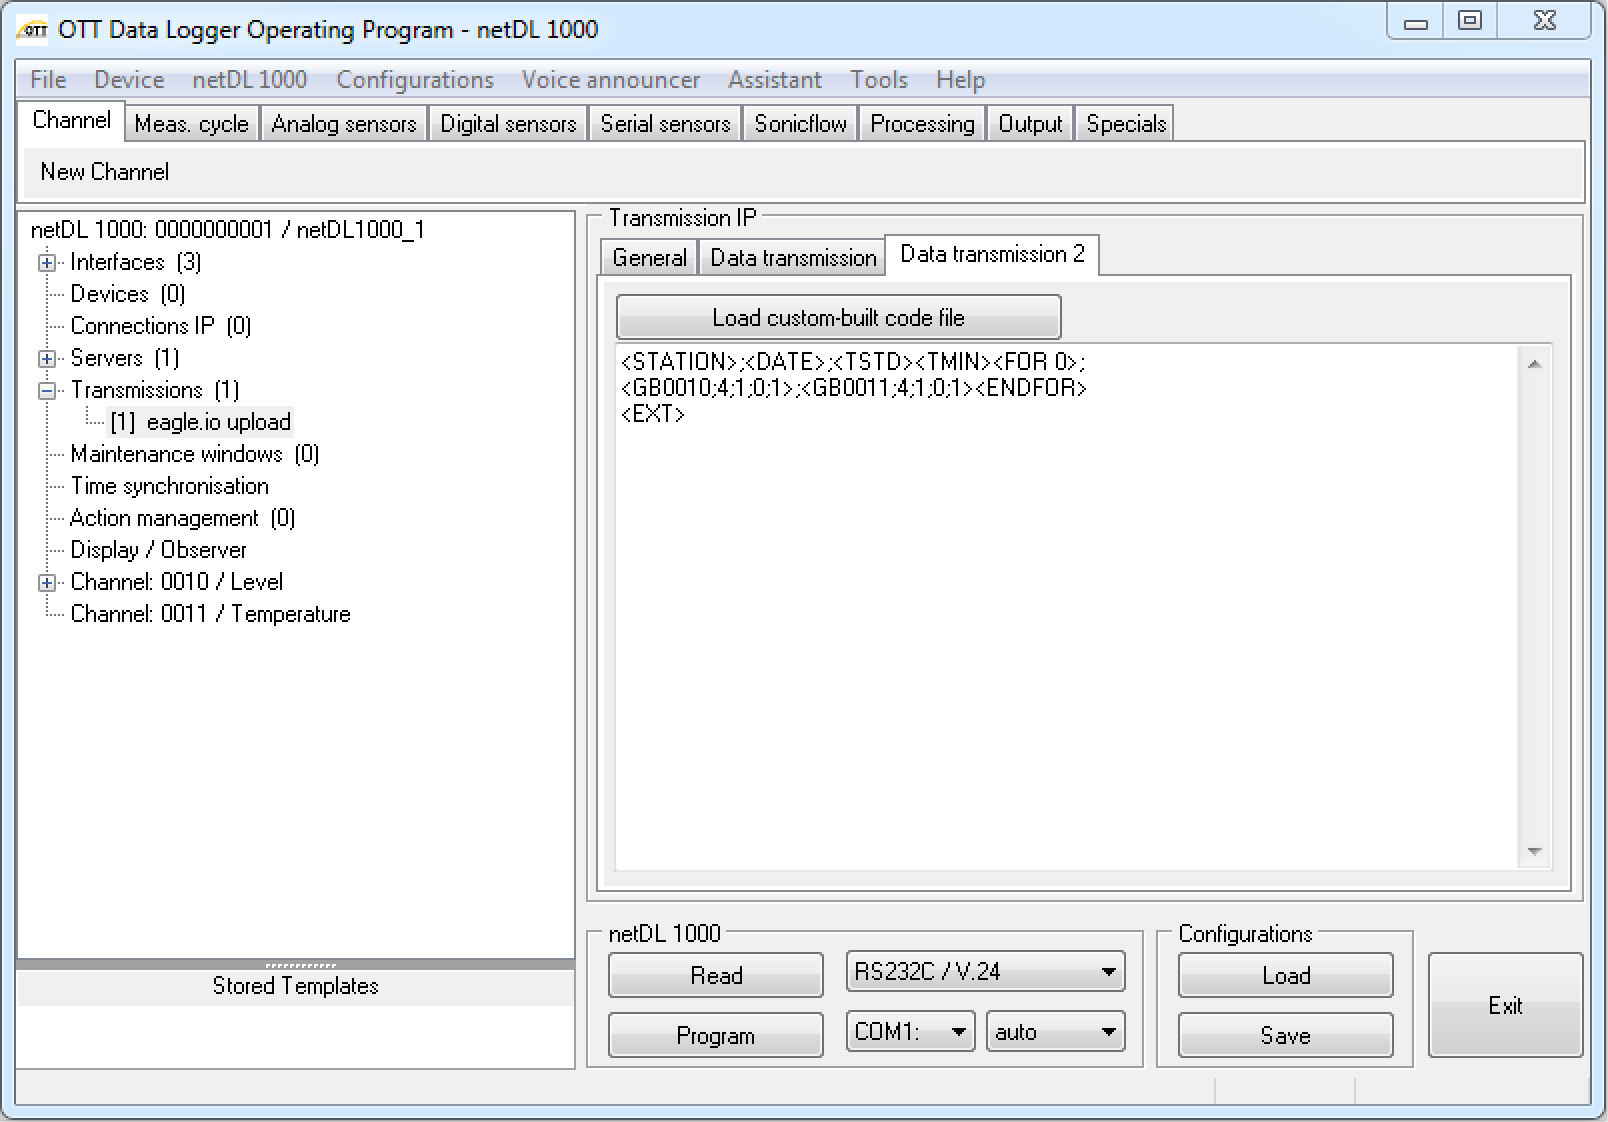 OTT OTT Data Logger Operating Program - netDL 1000
File Device netDL 1000 Configurations Voice announcer Assistant Tools Help
Channel Meas. cycle Analog sensors Digital sensors Serial sensors Sonicflow Processing Output Specials
New Channel
netDL 1000: 0000000001 / netDL1000_1
Interfaces (3)
Devices (0)
Connections IP (0)
Servers (1)
Transmissions (1)
[1] eagle.io upload
Maintenance windows (0)
Time synchronisation
Action management (0)
Display / Observer
Channel: 0010 / Level
Channel: 0011 / Temperature
Stored Templates
Transmission IP
General Data transmission Data transmission 2
Load custom-built code file
<STATION>;<DATE>;<TSTD><TMIN><FOR 0>;
<GB0010;4;1;0;1>;<GB0011;4;1;0;1><ENDFOR>
<EXT>
netDL 1000
Read RS232C / V.24
Program COM1: auto
Configurations
Load
Save
Exit